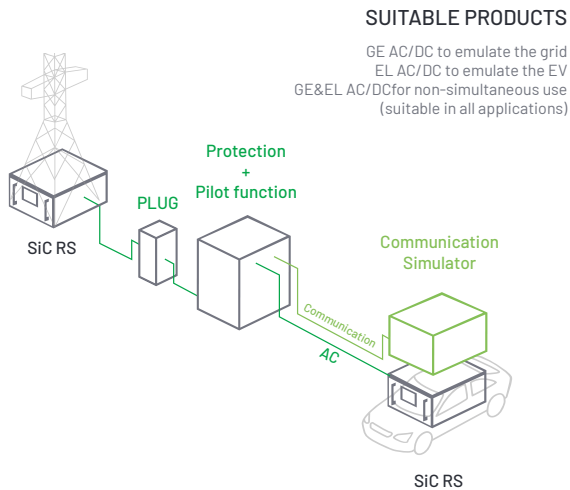 SUITABLE PRODUCTS
GE AC/DC to emulate the grid
EL AC/DC to emulate the EV
GE&EL AC/DCfor non-simultaneous use
(suitable in all applications)
Protection
+
Pilot function
PLUG
SiC RS
Communication
Simulator
Communication
AC
SiC RS